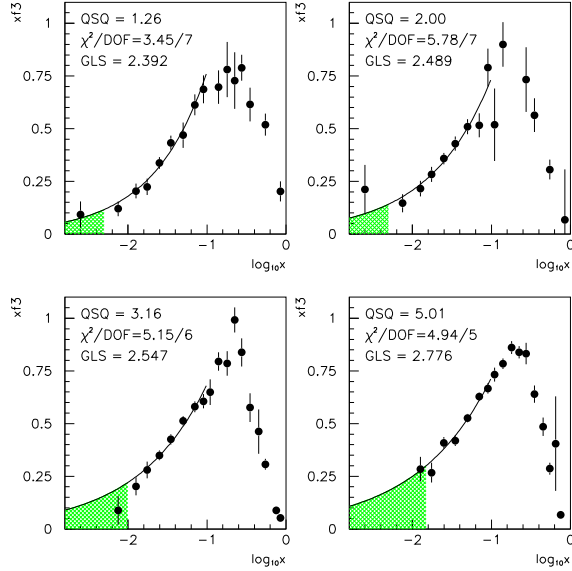 xf3
1
0.75
0.5
0.25
0
QSQ = 1.26
χ²/DOF=3.45/7
GLS = 2.392
−2
−1
0
log₁₀x
xf3
1
0.75
0.5
0.25
0
QSQ = 2.00
χ²/DOF=5.78/7
GLS = 2.489
−2
−1
0
log₁₀x
xf3
1
0.75
0.5
0.25
0
QSQ = 3.16
χ²/DOF=5.15/6
GLS = 2.547
−2
−1
0
log₁₀x
xf3
1
0.75
0.5
0.25
0
QSQ = 5.01
χ²/DOF=4.94/5
GLS = 2.776
−2
−1
0
log₁₀x